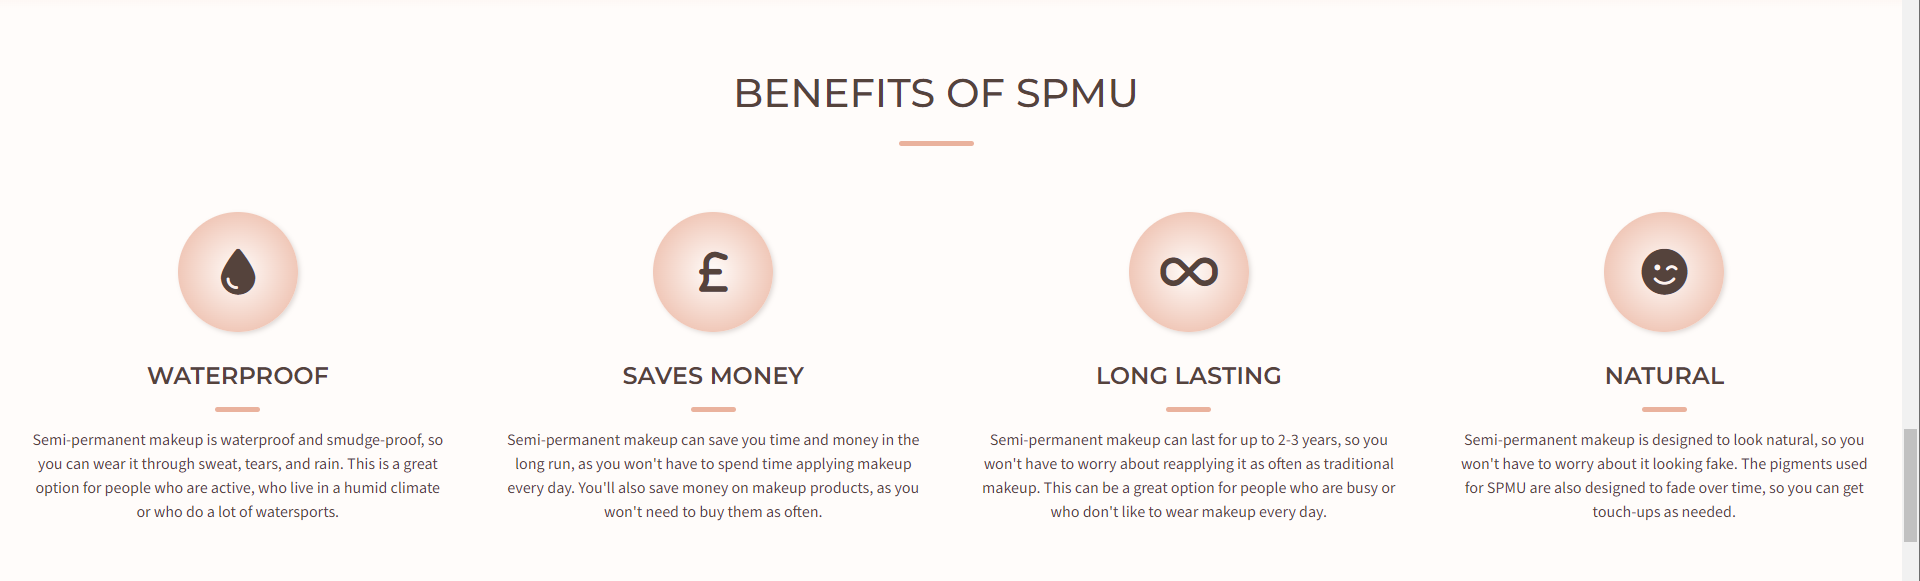 BENEFITS OF SPMU
£
WATERPROOF
Semi-permanent makeup is waterproof and smudge-proof, so
you can wear it through sweat, tears, and rain. This is a great
option for people who are active, who live in a humid climate
or who do a lot of watersports.
SAVES MONEY
Semi-permanent makeup can save you time and money in the
long run, as you won't have to spend time applying makeup
every day. You'll also save money on makeup products, as you
won't need to buy them as often.
LONG LASTING
Semi-permanent makeup can last for up to 2-3 years, so you
won't have to worry about reapplying it as often as traditional
makeup. This can be a great option for people who are busy or
who don't like to wear makeup every day.
NATURAL
Semi-permanent makeup is designed to look natural, so you
won't have to worry about it looking fake. The pigments used
for SPMU are also designed to fade over time, so you can get
touch-ups as needed.